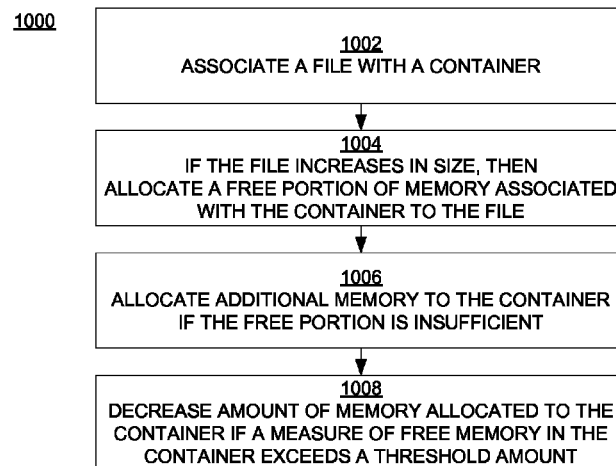 1000
1002
ASSOCIATE A FILE WITH A CONTAINER
1004
IF THE FILE INCREASES IN SIZE, THEN
ALLOCATE A FREE PORTION OF MEMORY ASSOCIATED
WITH THE CONTAINER TO THE FILE
1006
ALLOCATE ADDITIONAL MEMORY TO THE CONTAINER
IF THE FREE PORTION IS INSUFFICIENT
1008
DECREASE AMOUNT OF MEMORY ALLOCATED TO THE
CONTAINER IF A MEASURE OF FREE MEMORY IN THE
CONTAINER EXCEEDS A THRESHOLD AMOUNT